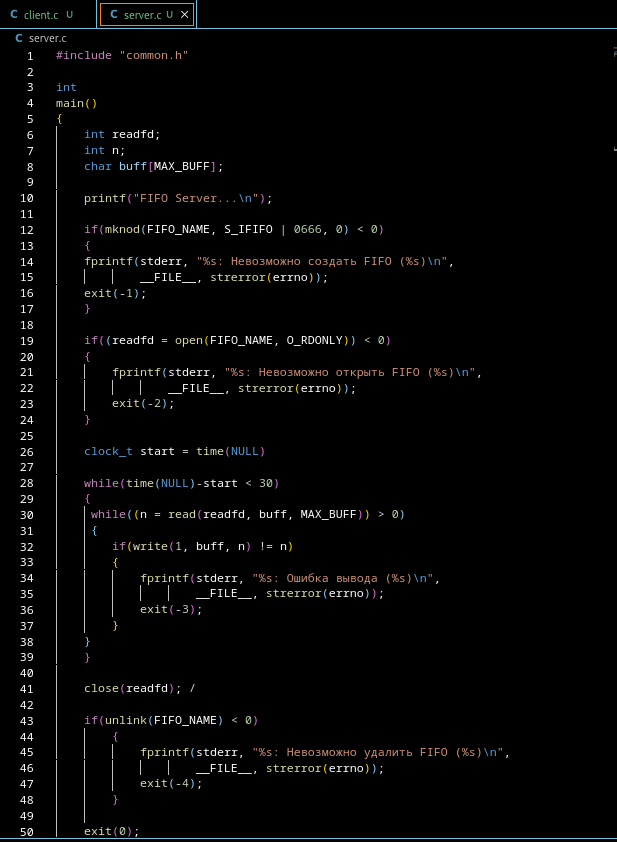 C client.c U C server.c U ×
C server.c
1 #include "common.h"
2
3 int
4 main()
5 {
6 int readfd;
7 int n;
8 char buff[MAX_BUFF];
9
10 printf("FIFO Server...\n");
11
12 if(mknod(FIFO_NAME, S_IFIFO | 0666, 0) < 0)
13 {
14 fprintf(stderr, "%s: Невозможно создать FIFO (%s)\n",
15 __FILE__, strerror(errno));
16 exit(-1);
17 }
18
19 if((readfd = open(FIFO_NAME, O_RDONLY)) < 0)
20 {
21 fprintf(stderr, "%s: Невозможно открыть FIFO (%s)\n",
22 __FILE__, strerror(errno));
23 exit(-2);
24 }
25
26 clock_t start = time(NULL)
27
28 while(time(NULL)-start < 30)
29 {
30 while((n = read(readfd, buff, MAX_BUFF)) > 0)
31 {
32 if(write(1, buff, n) != n)
33 {
34 fprintf(stderr, "%s: Ошибка вывода (%s)\n",
35 __FILE__, strerror(errno));
36 exit(-3);
37 }
38 }
39 }
40
41 close(readfd); /
42
43 if(unlink(FIFO_NAME) < 0)
44 {
45 fprintf(stderr, "%s: Невозможно удалить FIFO (%s)\n",
46 __FILE__, strerror(errno));
47 exit(-4);
48 }
49
50 exit(0);